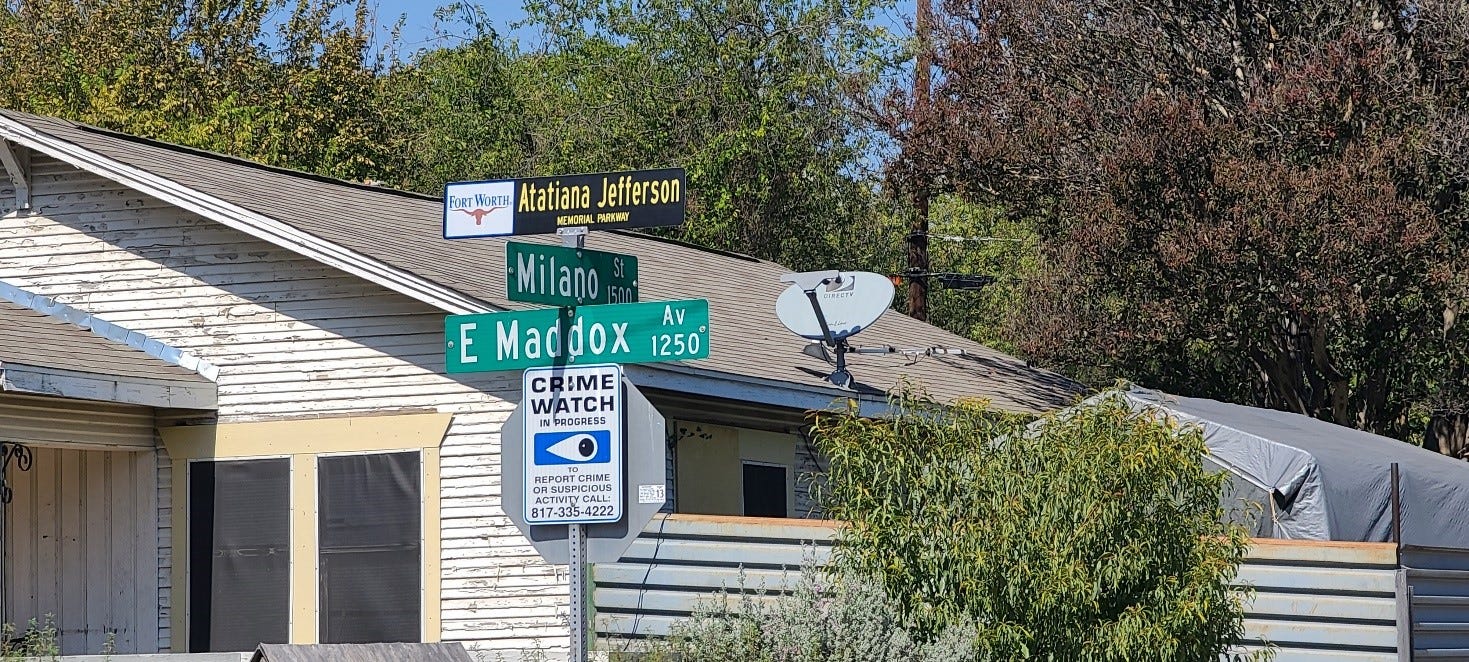 FORT WORTH®
Atatiana Jefferson
MEMORIAL PARKWAY
Milano St
1500
E Maddox Av
1250
CRIME
WATCH
IN PROGRESS
TO
REPORT CRIME
OR SUSPICIOUS
ACTIVITY CALL:
817-335-4222
13
DIRECTV